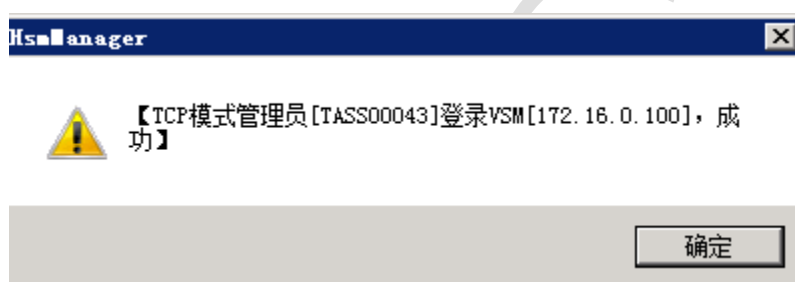 HsmManager
【TCP模式管理员[TASS00043]登录VSM[172.16.0.100]，成
功】
确定